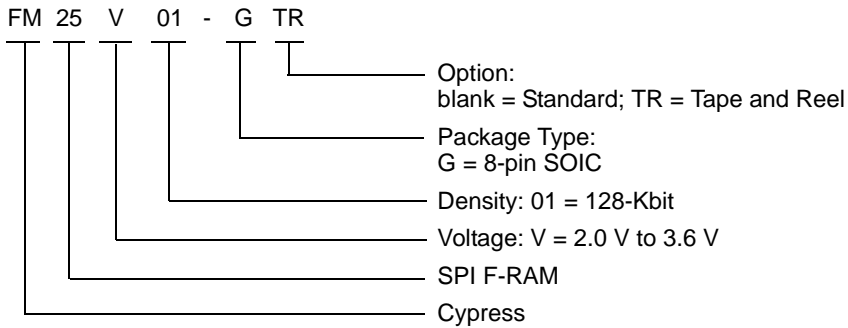 FM 25 V 01 - G TR
Option:
blank = Standard; TR = Tape and Reel
Package Type:
G = 8-pin SOIC
Density: 01 = 128-Kbit
Voltage: V = 2.0 V to 3.6 V
SPI F-RAM
Cypress